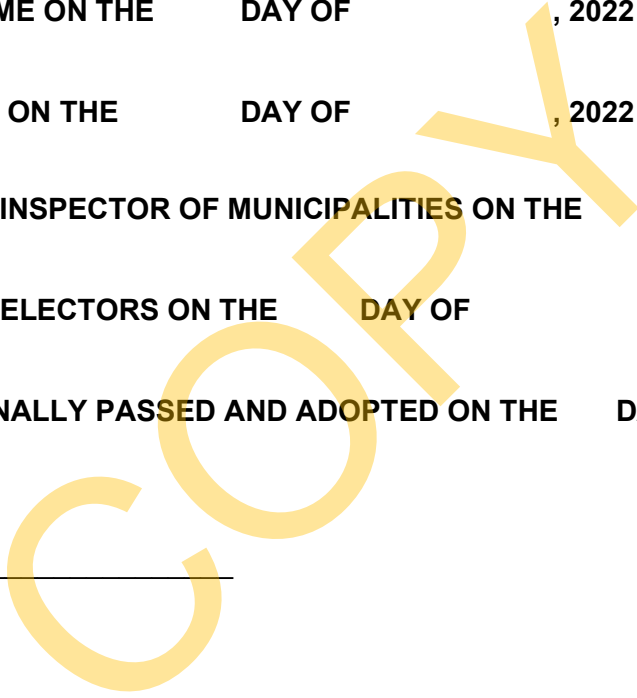 ME ON THE DAY OF , 2022
ON THE DAY OF , 2022
INSPECTOR OF MUNICIPALITIES ON THE
ELECTORS ON THE DAY OF
NALLY PASSED AND ADOPTED ON THE D
COPY